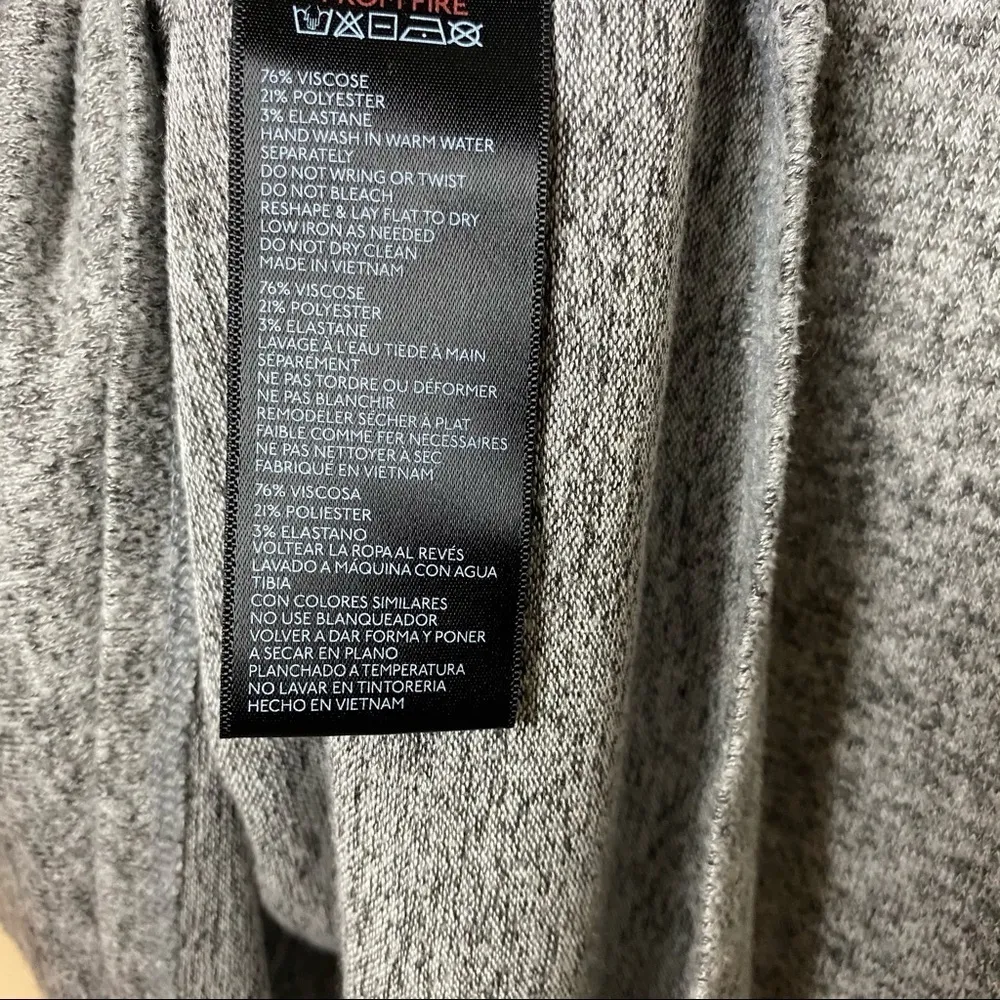 FROM FIRE
76% VISCOSE
21% POLYESTER
3% ELASTANE
HAND WASH IN WARM WATER
SEPARATELY
DO NOT WRING OR TWIST
DO NOT BLEACH
RESHAPE & LAY FLAT TO DRY
LOW IRON AS NEEDED
DO NOT DRY CLEAN
MADE IN VIETNAM
76% VISCOSE
21% POLYESTER
3% ELASTANE
LAVAGE À L'EAU TIÈDE À MAIN
SÉPAREMENT
NE PAS TORDRE OU DÉFORMER
NE PAS BLANCHIR
REMODELER SÉCHER À PLAT
FAIBLE COMME FER NÉCESSAIRES
NE PAS NETTOYER A SEC
FABRIQUÉ EN VIETNAM
76% VISCOSA
21% POLIESTER
3% ELASTANO
VOLTEAR LA ROPA AL REVÉS
LAVADO A MÁQUINA CON AGUA
TIBIA
CON COLORES SIMILARES
NO USE BLANQUEADOR
VOLVER A DAR FORMA Y PONER
A SECAR EN PLANO
PLANCHADO A TEMPERATURA
NO LAVAR EN TINTORERIA
HECHO EN VIETNAM